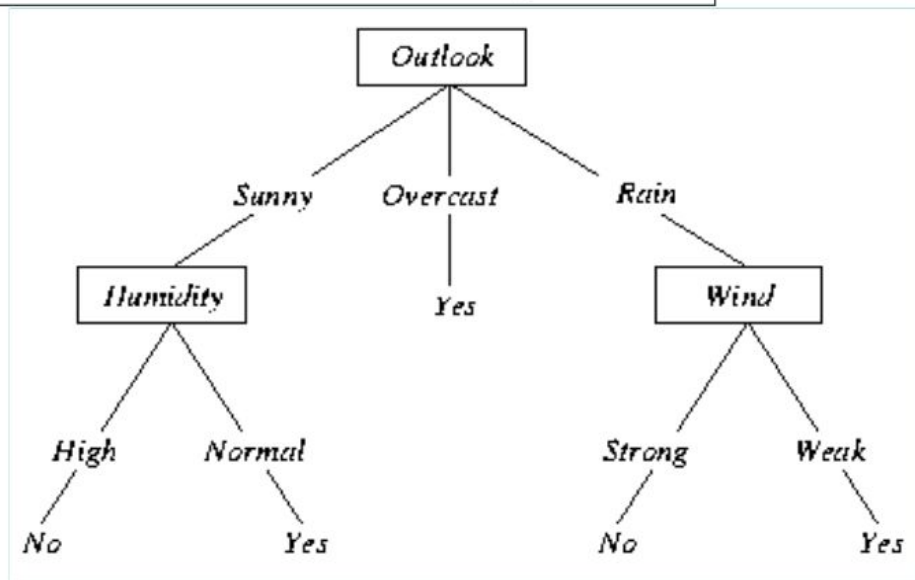 Outlook
Sunny Overcast Rain
Humidity Yes Wind
High Normal Strong Weak
No Yes No Yes